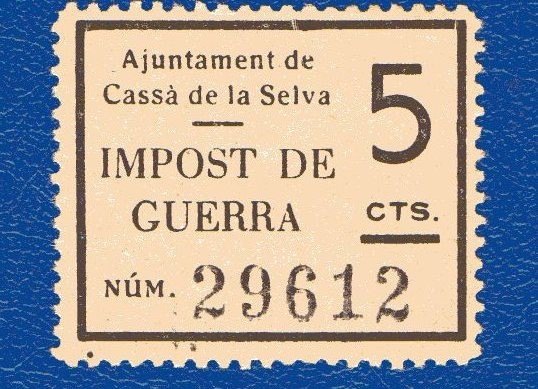 Ajuntament de
Cassà de la Selva
IMPOST DE
GUERRA
5
CTS.
NÚM. 29612